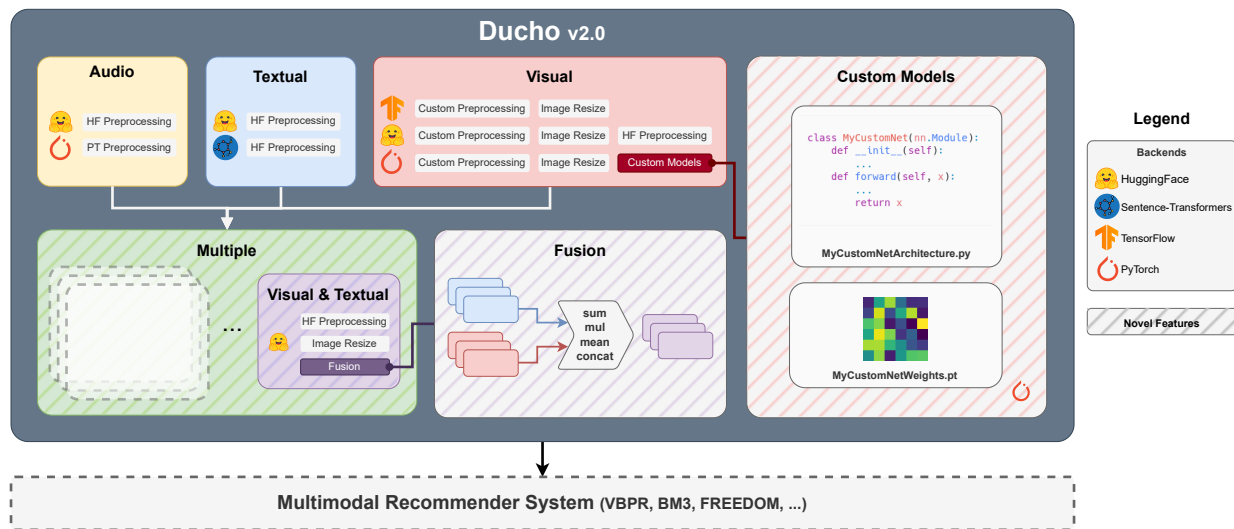 Ducho v2.0
Audio
HF Preprocessing
PT Preprocessing
Textual
HF Preprocessing
HF Preprocessing
Visual
Custom Preprocessing Image Resize
Custom Preprocessing Image Resize HF Preprocessing
Custom Preprocessing Image Resize Custom Models
Custom Models
class MyCustomNet(nn.Module):
def __init__(self):
...
def forward(self, x):
...
return x
MyCustomNetArchitecture.py
MyCustomNetWeights.pt
Multiple
...
Visual & Textual
HF Preprocessing
Image Resize
Fusion
Fusion
sum
mul
mean
concat
Legend
Backends
HuggingFace
Sentence-Transformers
TensorFlow
PyTorch
Novel Features
Multimodal Recommender System (VBPR, BM3, FREEDOM, ...)